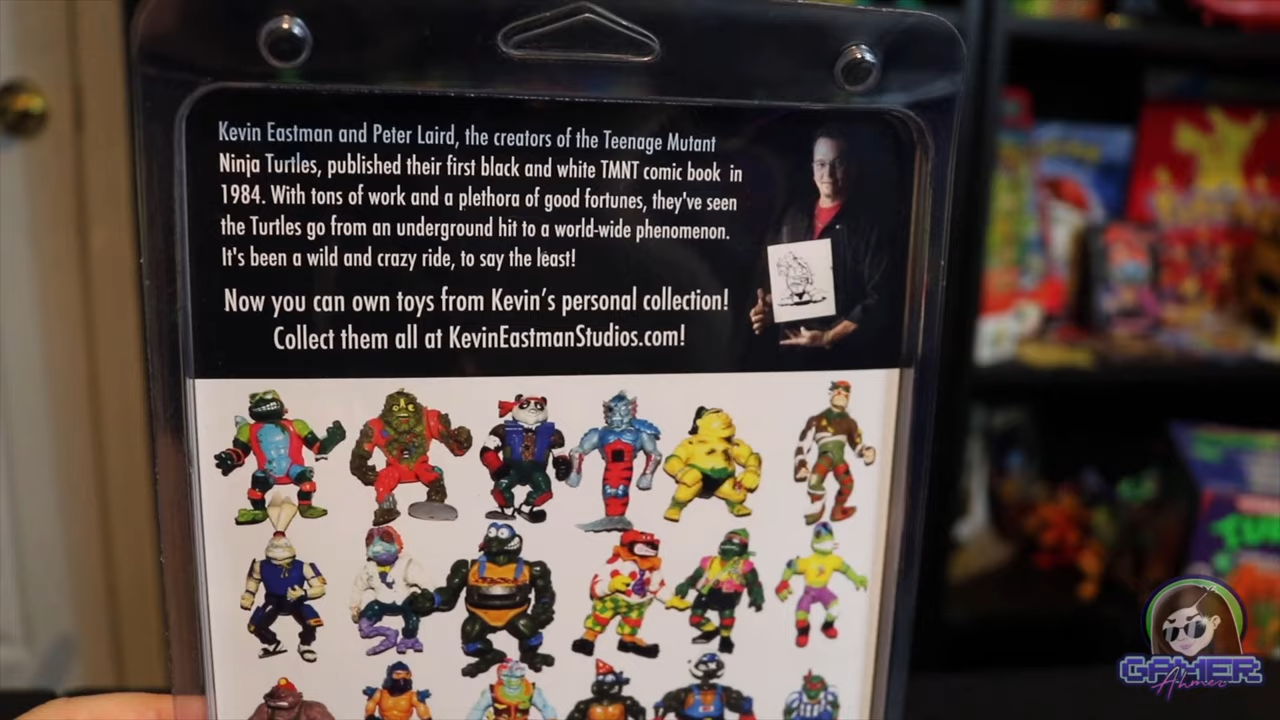 Kevin Eastman and Peter Laird, the creators of the Teenage Mutant
Ninja Turtles, published their first black and white TMNT comic book in
1984. With tons of work and a plethora of good fortunes, they've seen
the Turtles go from an underground hit to a world-wide phenomenon.
It's been a wild and crazy ride, to say the least!
Now you can own toys from Kevin's personal collection!
Collect them all at KevinEastmanStudios.com!
GAMER
Ahmez